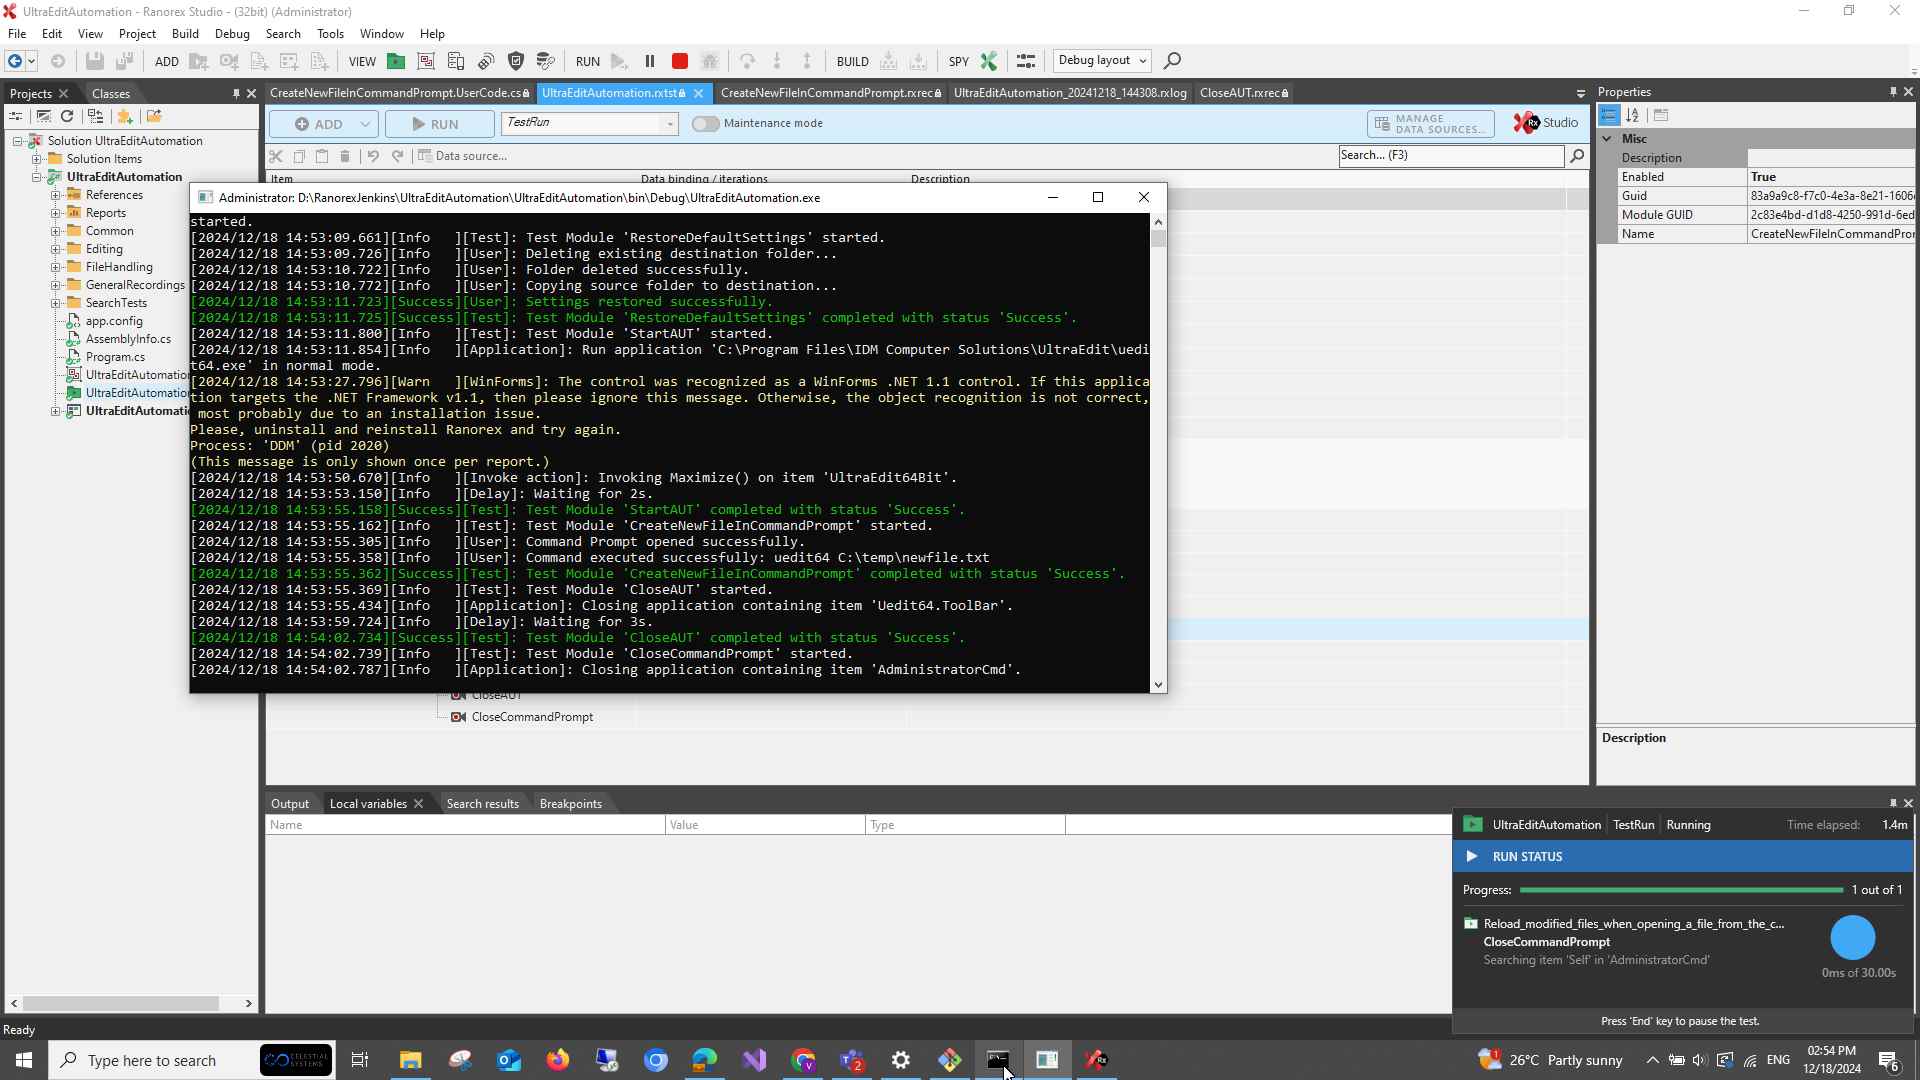 UltraEditAutomation - Ranorex Studio - (32bit) (Administrator)
File Edit View Project Build Debug Search Tools Window Help
ADD VIEW RUN BUILD SPY Debug layout
Projects Classes
CreateNewFileInCommandPrompt.UserCode.cs UltraEditAutomation.rxtst CreateNewFileInCommandPrompt.rxrec UltraEditAutomation_20241218_144308.rxlog CloseAUT.rxrec
Properties
ADD RUN TestRun Maintenance mode MANAGE DATA SOURCES... Rx Studio
Data source... Search... (F3)
Item Data binding / iterations Description
Solution UltraEditAutomation
Solution Items
UltraEditAutomation
References
Reports
Common
Editing
FileHandling
GeneralRecordings
SearchTests
app.config
AssemblyInfo.cs
Program.cs
UltraEditAutomation
UltraEditAutomatio
UltraEditAutomati
Misc
Description
Enabled True
Guid 83a9a9c8-f7c0-4e3a-8e21-1606
Module GUID 2c83e4bd-d1d8-4250-991d-6ed
Name CreateNewFileInCommandPror
Description
Administrator: D:\RanorexJenkins\UltraEditAutomation\UltraEditAutomation\bin\Debug\UltraEditAutomation.exe
started.
[2024/12/18 14:53:09.661][Info   ][Test]: Test Module 'RestoreDefaultSettings' started.
[2024/12/18 14:53:09.726][Info   ][User]: Deleting existing destination folder...
[2024/12/18 14:53:10.722][Info   ][User]: Folder deleted successfully.
[2024/12/18 14:53:10.772][Info   ][User]: Copying source folder to destination...
[2024/12/18 14:53:11.723][Success][User]: Settings restored successfully.
[2024/12/18 14:53:11.725][Success][Test]: Test Module 'RestoreDefaultSettings' completed with status 'Success'.
[2024/12/18 14:53:11.800][Info   ][Test]: Test Module 'StartAUT' started.
[2024/12/18 14:53:11.854][Info   ][Application]: Run application 'C:\Program Files\IDM Computer Solutions\UltraEdit\uedi
t64.exe' in normal mode.
[2024/12/18 14:53:27.796][Warn   ][WinForms]: The control was recognized as a WinForms .NET 1.1 control. If this applica
tion targets the .NET Framework v1.1, then please ignore this message. Otherwise, the object recognition is not correct,
most probably due to an installation issue.
Please, uninstall and reinstall Ranorex and try again.
Process: 'DDM' (pid 2020)
(This message is only shown once per report.)
[2024/12/18 14:53:50.670][Info   ][Invoke action]: Invoking Maximize() on item 'UltraEdit64Bit'.
[2024/12/18 14:53:53.150][Info   ][Delay]: Waiting for 2s.
[2024/12/18 14:53:55.158][Success][Test]: Test Module 'StartAUT' completed with status 'Success'.
[2024/12/18 14:53:55.162][Info   ][Test]: Test Module 'CreateNewFileInCommandPrompt' started.
[2024/12/18 14:53:55.305][Info   ][User]: Command Prompt opened successfully.
[2024/12/18 14:53:55.358][Info   ][User]: Command executed successfully: uedit64 C:\temp\newfile.txt
[2024/12/18 14:53:55.362][Success][Test]: Test Module 'CreateNewFileInCommandPrompt' completed with status 'Success'.
[2024/12/18 14:53:55.369][Info   ][Test]: Test Module 'CloseAUT' started.
[2024/12/18 14:53:55.434][Info   ][Application]: Closing application containing item 'Uedit64.ToolBar'.
[2024/12/18 14:53:59.724][Info   ][Delay]: Waiting for 3s.
[2024/12/18 14:54:02.734][Success][Test]: Test Module 'CloseAUT' completed with status 'Success'.
[2024/12/18 14:54:02.739][Info   ][Test]: Test Module 'CloseCommandPrompt' started.
[2024/12/18 14:54:02.787][Info   ][Application]: Closing application containing item 'AdministratorCmd'.
CloseAUT
CloseCommandPrompt
Output Local variables Search results Breakpoints
Name Value Type
UltraEditAutomation TestRun Running Time elapsed: 1.4m
RUN STATUS
Progress: 1 out of 1
Reload_modified_files_when_opening_a_file_from_the_c...
CloseCommandPrompt
Searching item 'Self' in 'AdministratorCmd'
0ms of 30.00s
Press 'End' key to pause the test.
Ready
Type here to search CELESTIAL SYSTEMS 26°C Partly sunny ENG 02:54 PM
12/18/2024